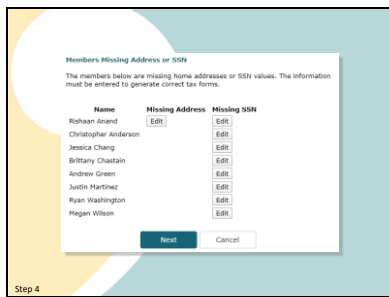 Members Missing Address or SSN
The members below are missing home addresses or SSN values. The information
must be entered to generate correct tax forms.
Name Missing Address Missing SSN
Rishaan Anand Edit Edit
Christopher Anderson Edit
Jessica Chang Edit
Brittany Chastain Edit
Andrew Green Edit
Justin Martinez Edit
Ryan Washington Edit
Megan Wilson Edit
Next Cancel
Step 4